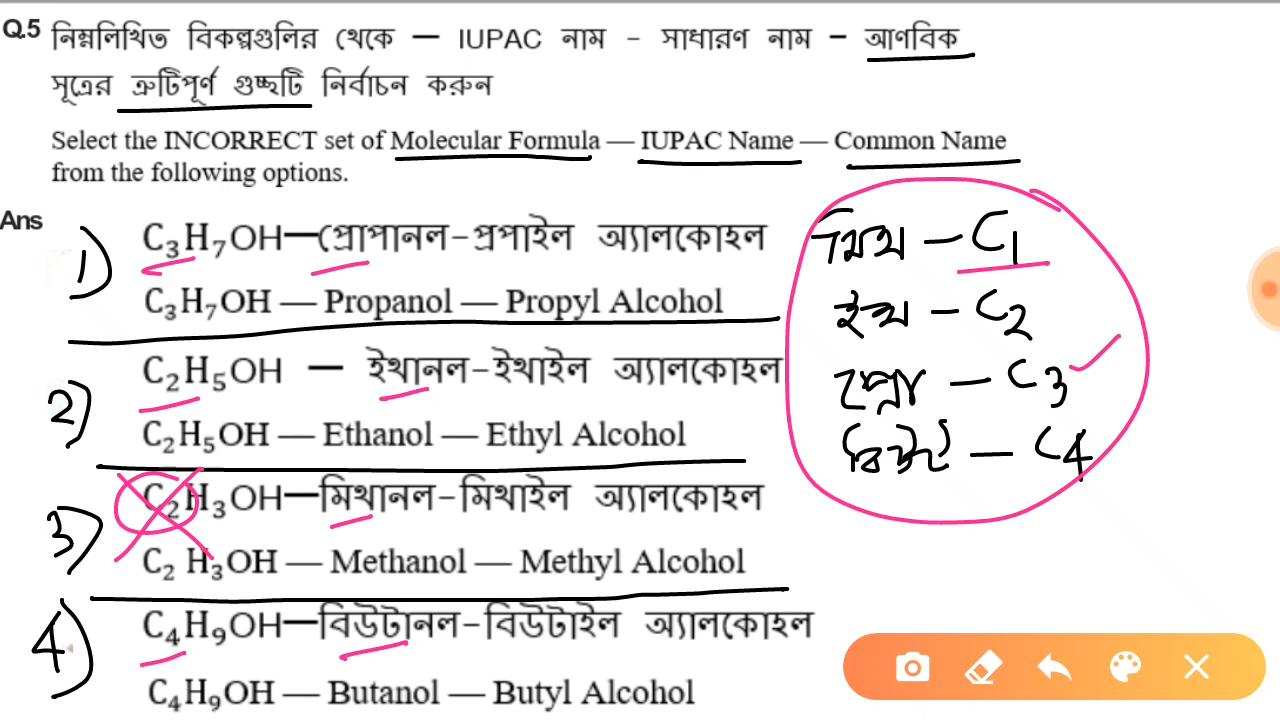 Q.5 নিম্নলিখিত বিকল্পগুলির থেকে — IUPAC নাম – সাধারণ নাম – আণবিক
সূত্রের ত্রুটিপূর্ণ গুচ্ছটি নির্বাচন করুন
Select the INCORRECT set of Molecular Formula — IUPAC Name — Common Name
from the following options.
Ans
1) C₃H₇OH—প্রোপানল-প্রপাইল অ্যালকোহল
C₃H₇OH — Propanol — Propyl Alcohol
2) C₂H₅OH — ইথানল-ইথাইল অ্যালকোহল
C₂H₅OH — Ethanol — Ethyl Alcohol
3) C₂H₃OH—মিথানল-মিথাইল অ্যালকোহল
C₂ H₃OH — Methanol — Methyl Alcohol
4) C₄H₉OH—বিউটানল-বিউটাইল অ্যালকোহল
C₄H₉OH — Butanol — Butyl Alcohol
মিথ — C1
ইথ — C2
প্রোপ — C3
বিউট — C4